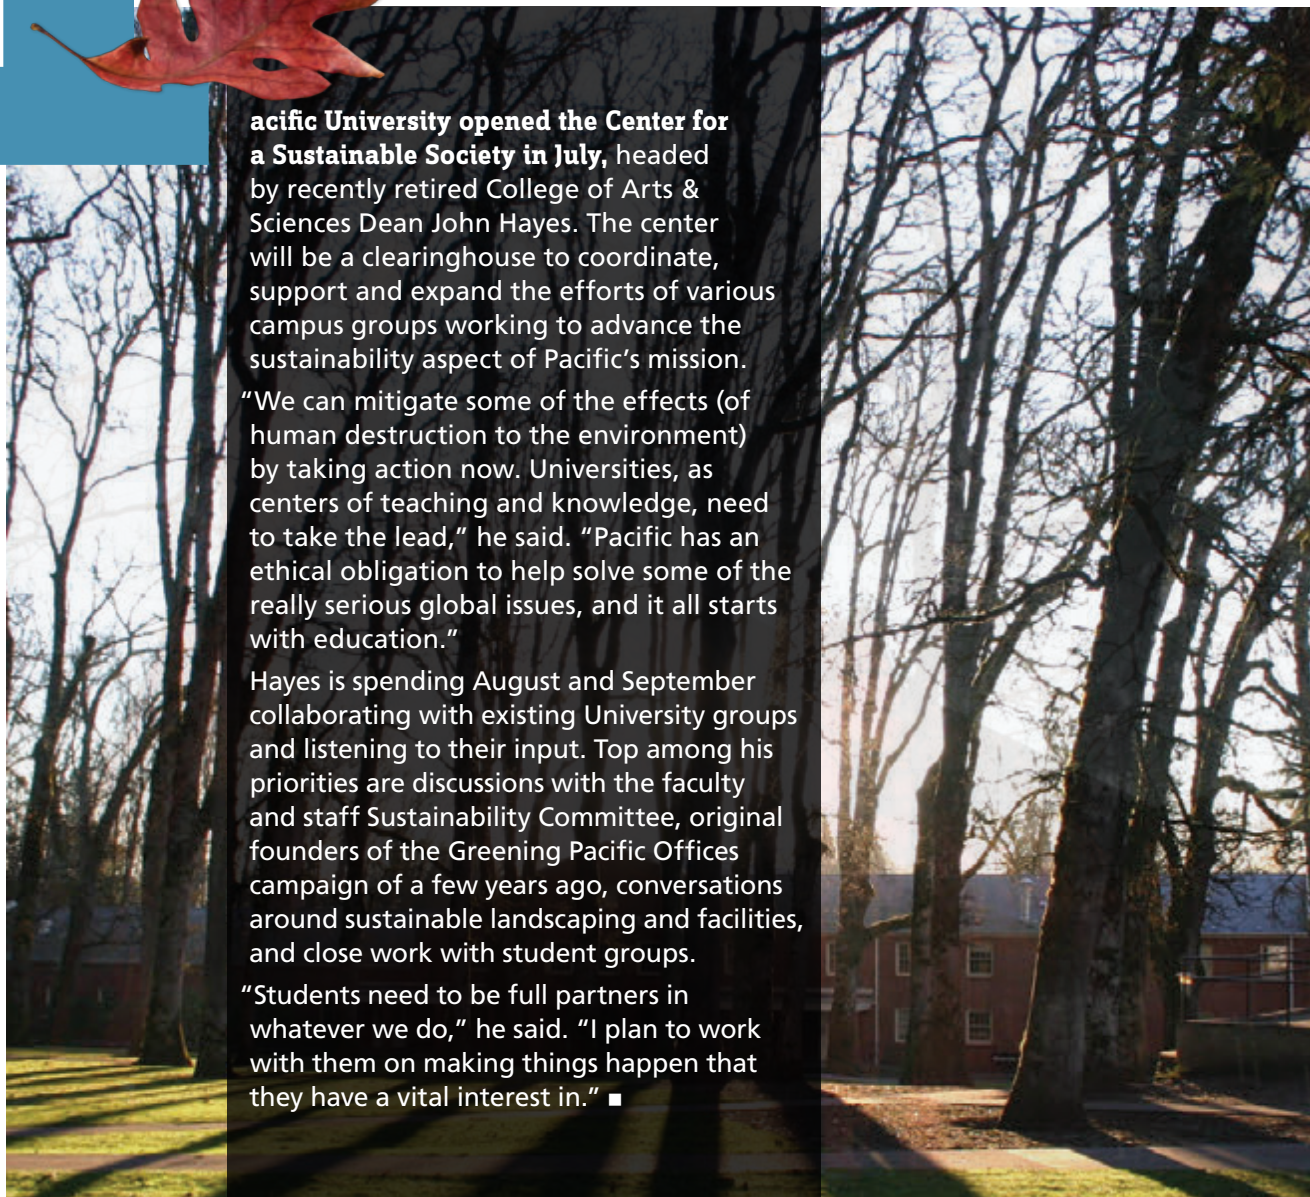 acific University opened the Center for
a Sustainable Society in July, headed
by recently retired College of Arts &
Sciences Dean John Hayes. The center
will be a clearinghouse to coordinate,
support and expand the efforts of various
campus groups working to advance the
sustainability aspect of Pacific’s mission.
“We can mitigate some of the effects (of
human destruction to the environment)
by taking action now. Universities, as
centers of teaching and knowledge, need
to take the lead,” he said. “Pacific has an
ethical obligation to help solve some of the
really serious global issues, and it all starts
with education.”
Hayes is spending August and September
collaborating with existing University groups
and listening to their input. Top among his
priorities are discussions with the faculty
and staff Sustainability Committee, original
founders of the Greening Pacific Offices
campaign of a few years ago, conversations
around sustainable landscaping and facilities,
and close work with student groups.
“Students need to be full partners in
whatever we do,” he said. “I plan to work
with them on making things happen that
they have a vital interest in.” ■